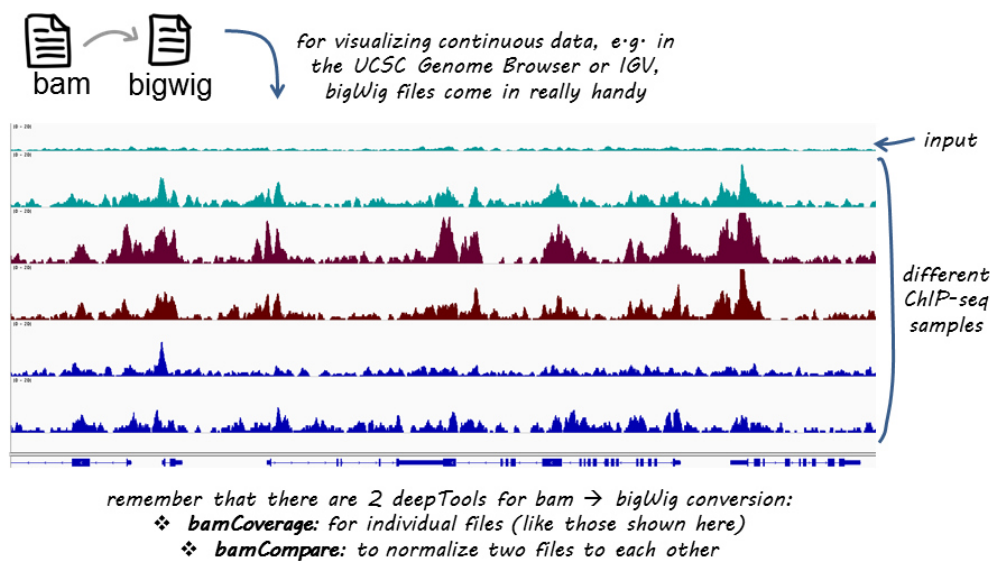 bam
bigwig
for visualizing continuous data, e.g. in
the UCSC Genome Browser or IGV,
bigWig files come in really handy
input
different
ChIP-seq
samples
remember that there are 2 deepTools for bam → bigWig conversion:
❖ bamCoverage: for individual files (like those shown here)
❖ bamCompare: to normalize two files to each other